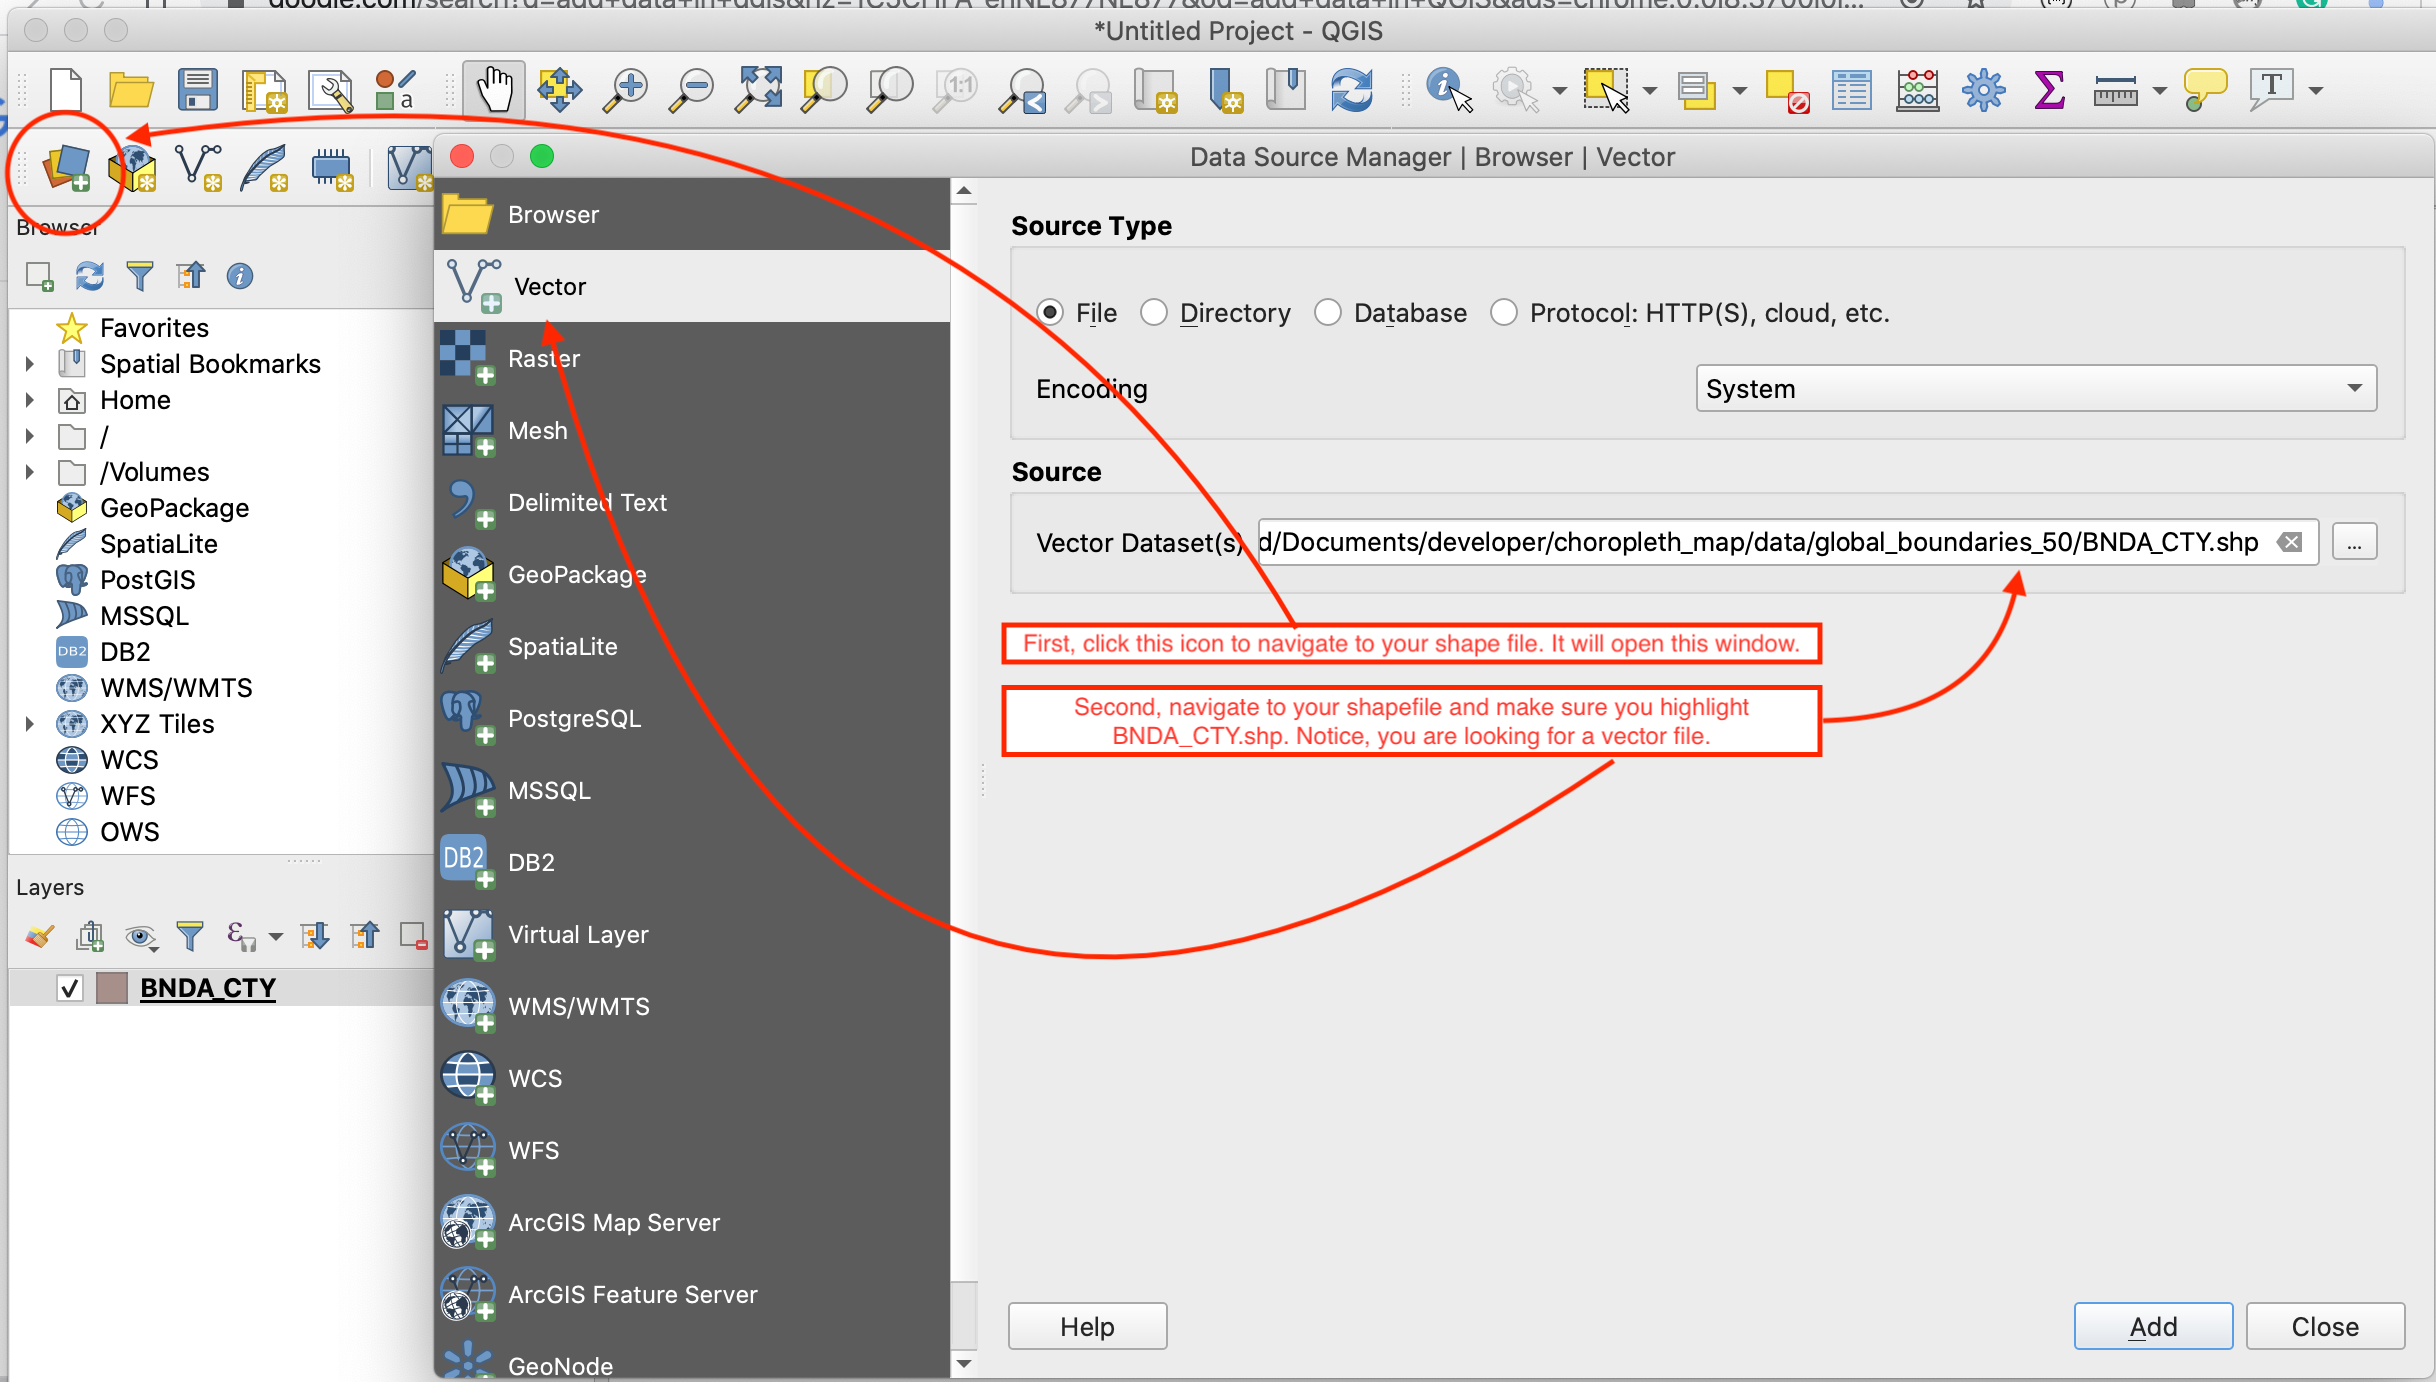 *Untitled Project - QGIS
1:1
a
T
Data Source Manager | Browser | Vector
Browser
Favorites
Spatial Bookmarks
Home
/
/Volumes
GeoPackage
SpatiaLite
PostGIS
MSSQL
DB2 DB2
WMS/WMTS
XYZ Tiles
WCS
WFS
OWS
Layers
BNDA_CTY
Browser
Vector
Raster
Mesh
Delimited Text
GeoPackage
SpatiaLite
PostgreSQL
MSSQL
DB2 DB2
Virtual Layer
WMS/WMTS
WCS
WFS
ArcGIS Map Server
ArcGIS Feature Server
GeoNode
Source Type
File Directory Database Protocol: HTTP(S), cloud, etc.
Encoding System
Source
Vector Dataset(s) d/Documents/developer/choropleth_map/data/global_boundaries_50/BNDA_CTY.shp ...
First, click this icon to navigate to your shape file. It will open this window.
Second, navigate to your shapefile and make sure you highlight
BNDA_CTY.shp. Notice, you are looking for a vector file.
Help Add Close